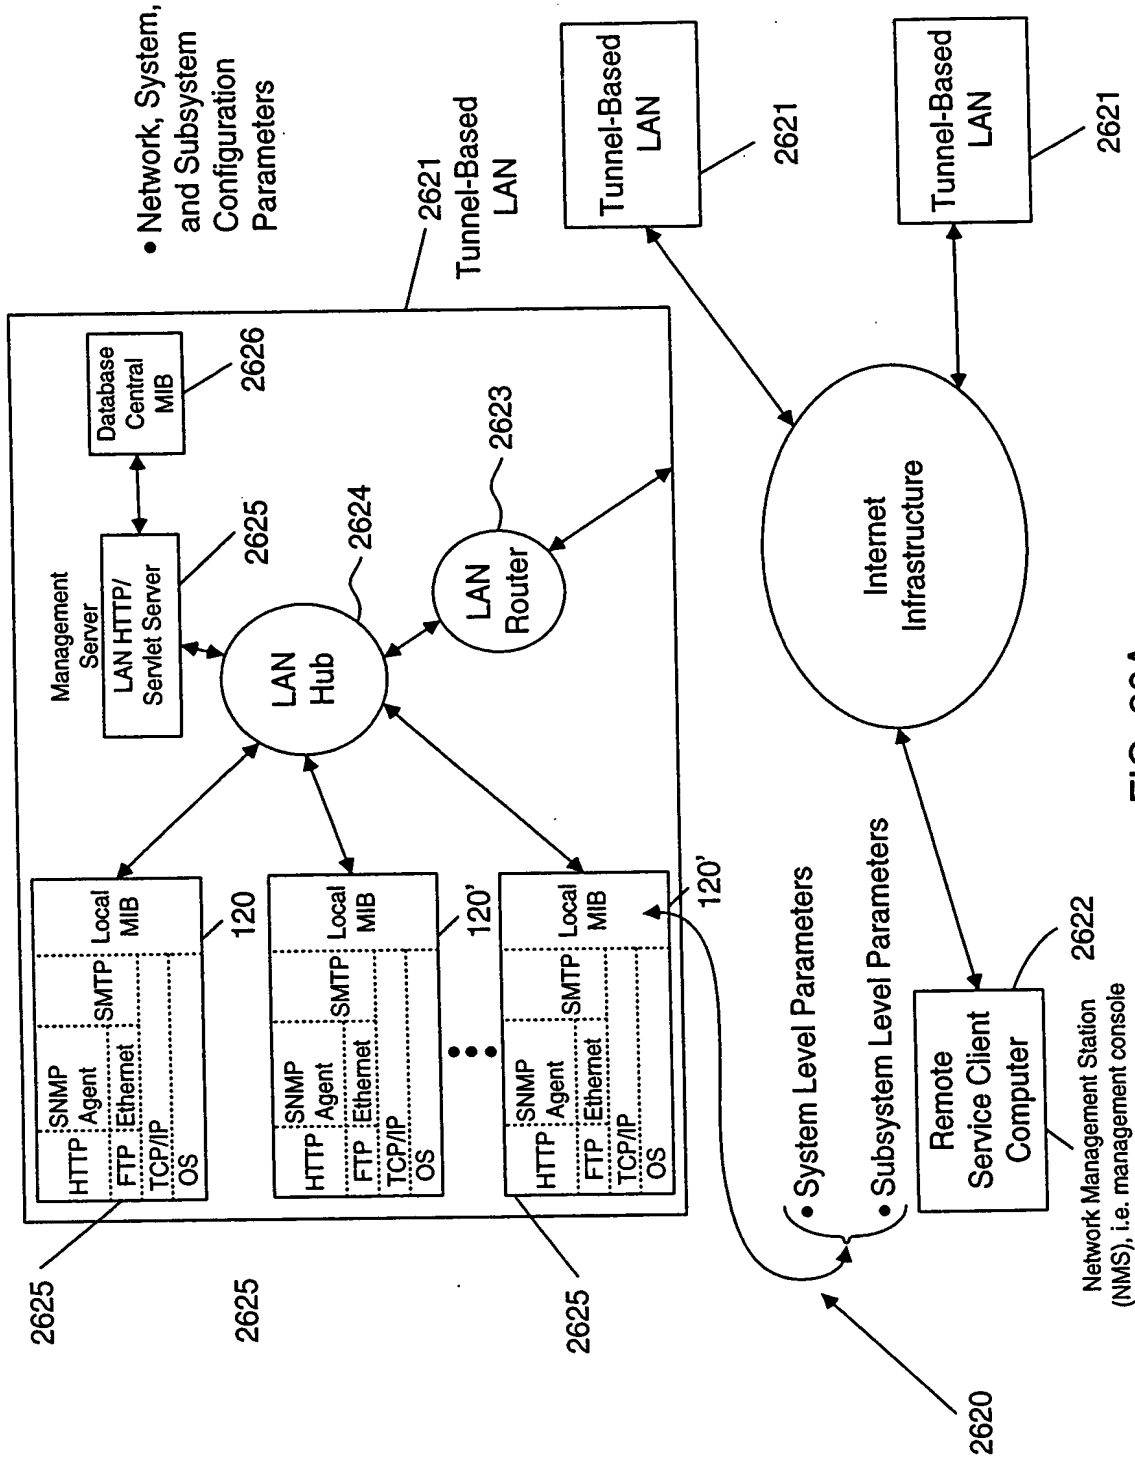 • Network, System,
and Subsystem
Configuration
Parameters
2621
Tunnel-Based
LAN
Database
Central
MIB
2626
Management
Server
LAN HTTP/
Servlet Server
2625
LAN
Hub
2624
LAN
Router
2623
HTTP
SNMP
Agent
SMTP
Local
MIB
FTP
Ethernet
TCP/IP
OS
120
2625
HTTP
SNMP
Agent
SMTP
Local
MIB
FTP
Ethernet
TCP/IP
OS
120'
2625
HTTP
SNMP
Agent
SMTP
Local
MIB
FTP
Ethernet
TCP/IP
OS
120'
2625
Tunnel-Based
LAN
2621
Tunnel-Based
LAN
2621
Internet
Infrastructure
• System Level Parameters
• Subsystem Level Parameters
Remote
Service Client
Computer
2622
Network Management Station
(NMS), i.e. management console
2620